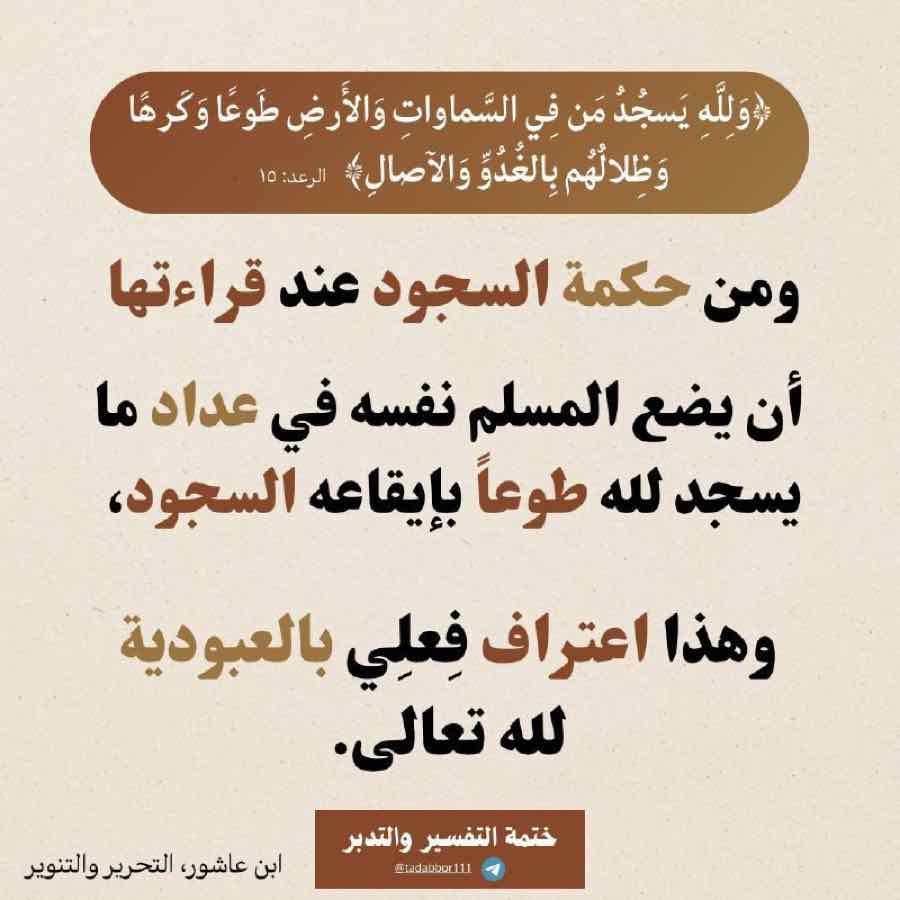 ﴿وَلِلَّهِ يَسجُدُ مَن فِي السَّماواتِ وَالأَرضِ طَوعًا وَكَرهًا
وَظِلالُهُم بِالغُدُوِّ وَالآصالِ﴾ الرعد: ١٥
ومن حكمة السجود عند قراءتها
أن يضع المسلم نفسه في عداد ما
يسجد لله طوعاً بإيقاعه السجود،
وهذا اعتراف فِعلِي بالعبودية
لله تعالى.
ختمة التفسير والتدبر
@tadabbor111
ابن عاشور، التحرير والتنوير